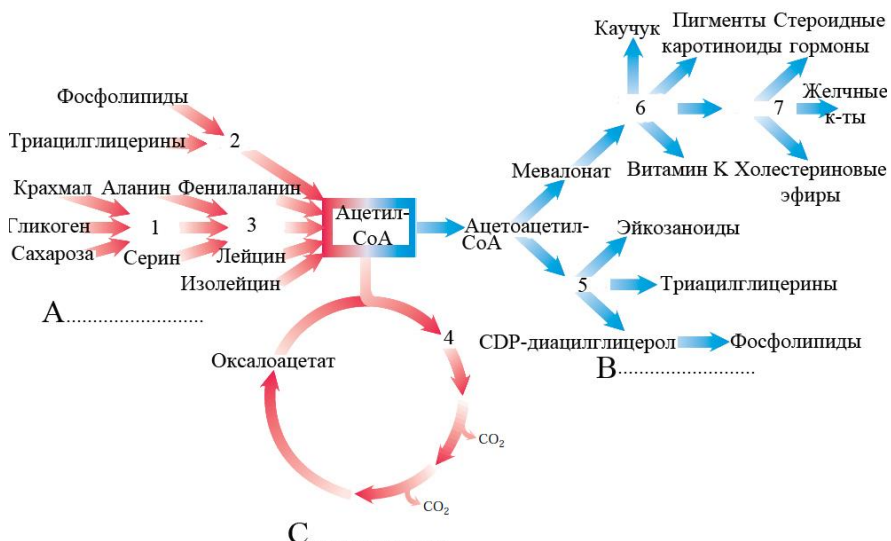 Каучук
Пигменты
каротиноиды
Стероидные
гормоны
Фосфолипиды
Триацилглицерины
2
6
7
Желчные
к-ты
Мевалонат
Витамин К
Холестериновые
эфиры
Крахмал
Аланин
Фенилаланин
Гликоген
1
3
Ацетил-
СоА
Ацетоацетил-
СоА
Сахароза
Серин
Лейцин
Изолейцин
Эйкозаноиды
5
Триацилглицерины
A..........................
Оксалоацетат
4
CDP-диацилглицерол
Фосфолипиды
B..........................
CO2
CO2
C